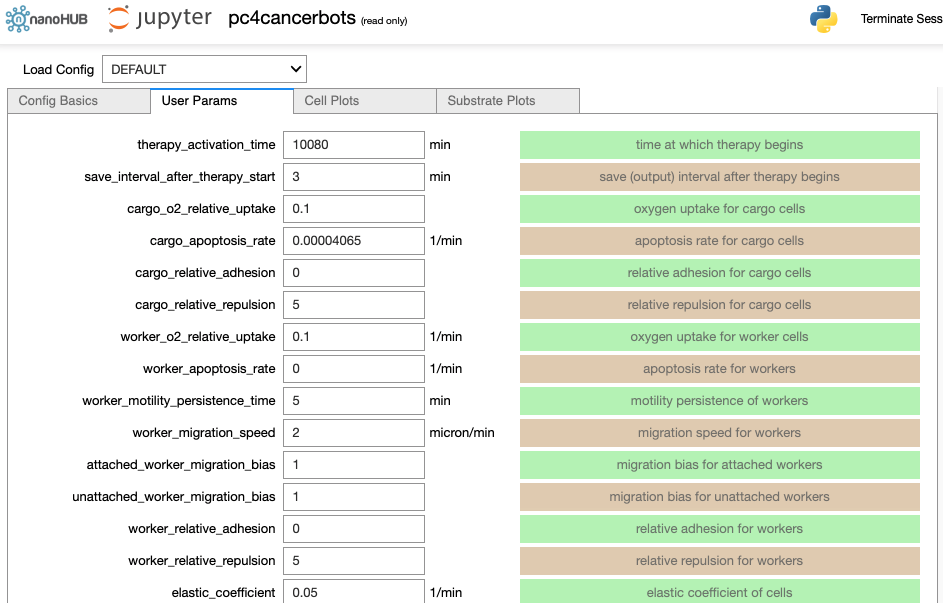 nanoHUB jupyter pc4cancerbots (read only) Terminate Sess
Load Config DEFAULT
Config Basics User Params Cell Plots Substrate Plots
therapy_activation_time 10080 min time at which therapy begins
save_interval_after_therapy_start 3 min save (output) interval after therapy begins
cargo_o2_relative_uptake 0.1 oxygen uptake for cargo cells
cargo_apoptosis_rate 0.00004065 1/min apoptosis rate for cargo cells
cargo_relative_adhesion 0 relative adhesion for cargo cells
cargo_relative_repulsion 5 relative repulsion for cargo cells
worker_o2_relative_uptake 0.1 1/min oxygen uptake for worker cells
worker_apoptosis_rate 0 1/min apoptosis rate for workers
worker_motility_persistence_time 5 min motility persistence of workers
worker_migration_speed 2 micron/min migration speed for workers
attached_worker_migration_bias 1 migration bias for attached workers
unattached_worker_migration_bias 1 migration bias for unattached workers
worker_relative_adhesion 0 relative adhesion for workers
worker_relative_repulsion 5 relative repulsion for workers
elastic_coefficient 0.05 1/min elastic coefficient of cells